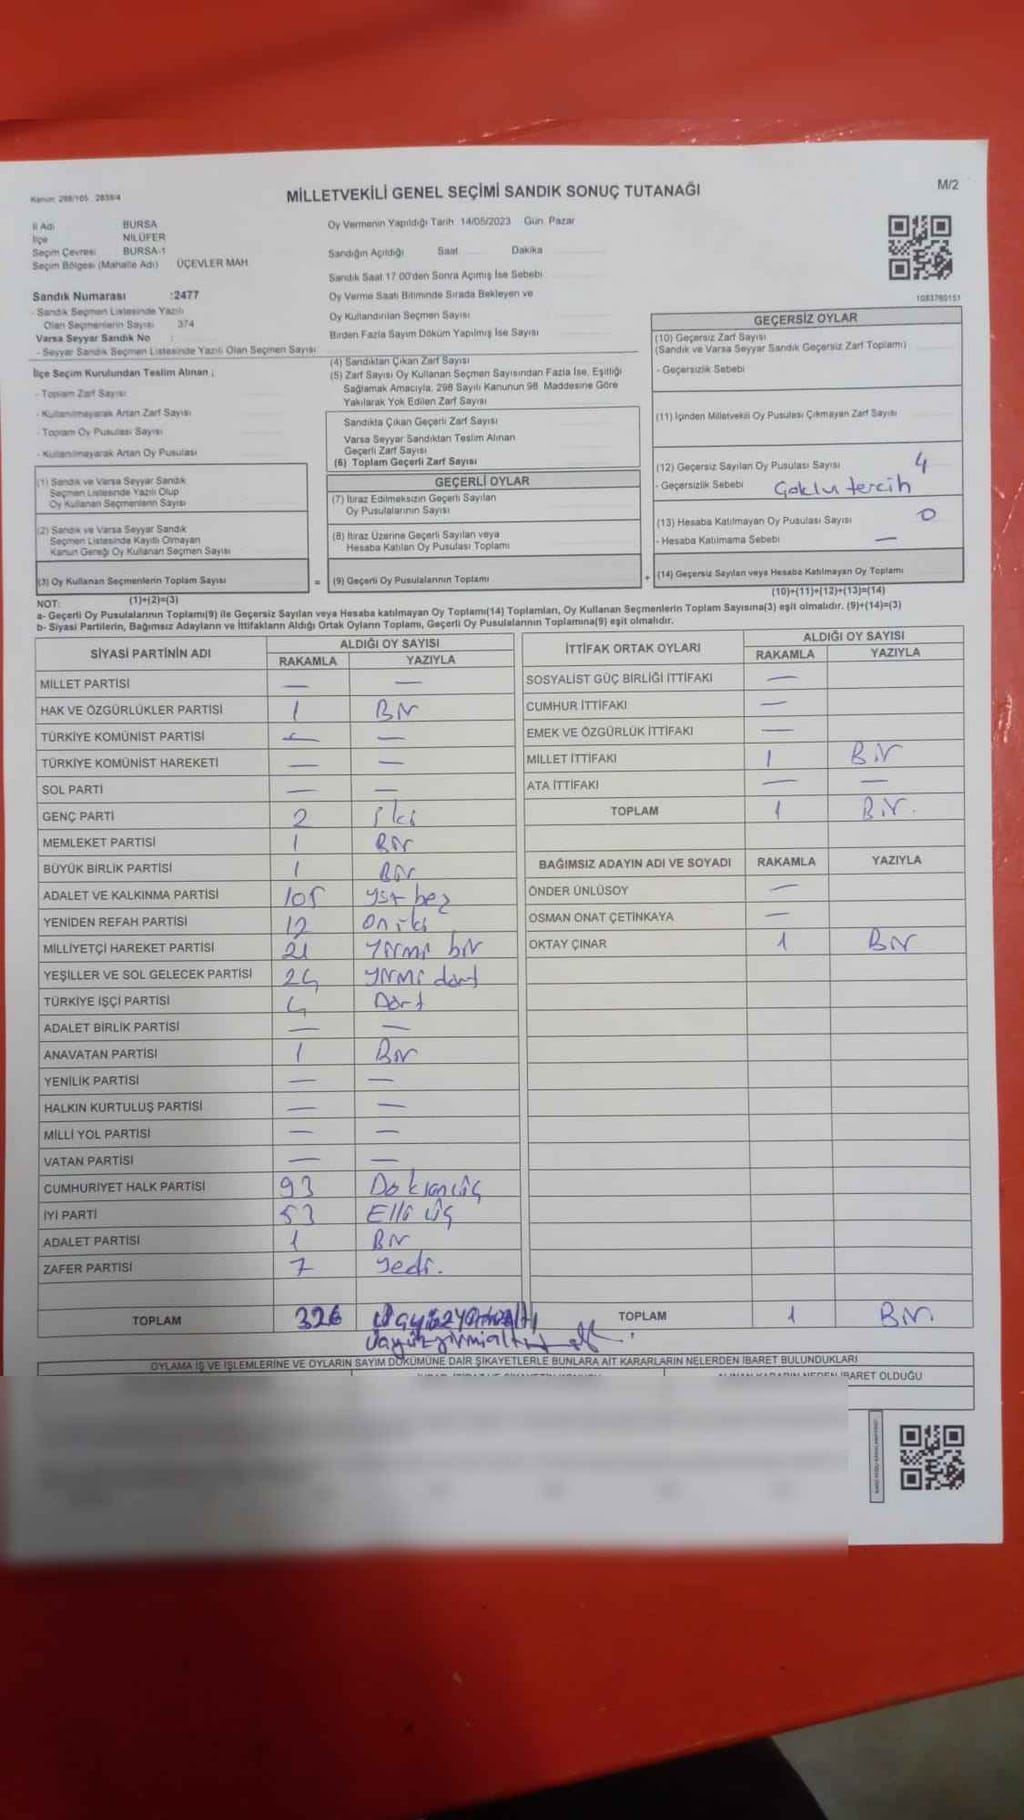 Kanun: 298/105 2839/4
MİLLETVEKİLİ GENEL SEÇİMİ SANDIK SONUÇ TUTANAĞI
M/2
İl Adı BURSA
İlçe NİLÜFER
Seçim Çevresi BURSA-1
Seçim Bölgesi (Mahalle Adı) ÜÇEVLER MAH.
Sandık Numarası :2477
- Sandık Seçmen Listesinde Yazılı
Olan Seçmenlerin Sayısı 374
Varsa Seyyar Sandık No :
- Seyyar Sandık Seçmen Listesinde Yazılı Olan Seçmen Sayısı
İlçe Seçim Kurulundan Teslim Alınan ;
- Toplam Zarf Sayısı
- Kullanılmayarak Artan Zarf Sayısı
- Toplam Oy Pusulası Sayısı
- Kullanılmayarak Artan Oy Pusulası
(1) Sandık ve Varsa Seyyar Sandık
Seçmen Listesinde Yazılı Olup
Oy Kullanan Seçmenlerin Sayısı
(2) Sandık ve Varsa Seyyar Sandık
Seçmen Listesinde Kayıtlı Olmayan
Kanun Gereği Oy Kullanan Seçmen Sayısı
(3) Oy Kullanan Seçmenlerin Toplam Sayısı
(1)+(2)=(3)
Oy Vermenin Yapıldığı Tarih 14/05/2023 Gün Pazar
Sandığın Açıldığı Saat Dakika
Sandık Saat 17.00'den Sonra Açılmış İse Sebebi
Oy Verme Saati Bitiminde Sırada Bekleyen ve
Oy Kullandırılan Seçmen Sayısı
Birden Fazla Sayım Döküm Yapılmış İse Sayısı
(4) Sandıktan Çıkan Zarf Sayısı
(5) Zarf Sayısı Oy Kullanan Seçmen Sayısından Fazla İse, Eşitliği
Sağlamak Amacıyla, 298 Sayılı Kanunun 98. Maddesine Göre
Yakılarak Yok Edilen Zarf Sayısı
Sandıkta Çıkan Geçerli Zarf Sayısı
Varsa Seyyar Sandıktan Teslim Alınan
Geçerli Zarf Sayısı
(6) Toplam Geçerli Zarf Sayısı
GEÇERLİ OYLAR
(7) İtiraz Edilmeksizin Geçerli Sayılan
Oy Pusulalarının Sayısı
(8) İtiraz Üzerine Geçerli Sayılan veya
Hesaba Katılan Oy Pusulası Toplamı
= (9) Geçerli Oy Pusulalarının Toplamı +
1083760151
GEÇERSİZ OYLAR
(10) Geçersiz Zarf Sayısı
(Sandık ve Varsa Seyyar Sandık Geçersiz Zarf Toplamı)
- Geçersizlik Sebebi
(11) İçinden Milletvekili Oy Pusulası Çıkmayan Zarf Sayısı
(12) Geçersiz Sayılan Oy Pusulası Sayısı 4
- Geçersizlik Sebebi Çoklu tercih
(13) Hesaba Katılmayan Oy Pusulası Sayısı 0
- Hesaba Katılmama Sebebi —
(14) Geçersiz Sayılan veya Hesaba Katılmayan Oy Toplamı
(10)+(11)+(12)+(13)=(14)
NOT:
a- Geçerli Oy Pusulalarının Toplamı(9) ile Geçersiz Sayılan veya Hesaba katılmayan Oy Toplamı(14) Toplamları, Oy Kullanan Seçmenlerin Toplam Sayısına(3) eşit olmalıdır. (9)+(14)=(3)
b- Siyasi Partilerin, Bağımsız Adayların ve İttifakların Aldığı Ortak Oyların Toplamı, Geçerli Oy Pusulalarının Toplamına(9) eşit olmalıdır.
SİYASİ PARTİNİN ADI ALDIĞI OY SAYISI
RAKAMLA YAZIYLA
MİLLET PARTİSİ — —
HAK VE ÖZGÜRLÜKLER PARTİSİ 1 Bir
TÜRKİYE KOMÜNİST PARTİSİ — —
TÜRKİYE KOMÜNİST HAREKETİ — —
SOL PARTİ — —
GENÇ PARTİ 2 iki
MEMLEKET PARTİSİ 1 Bir
BÜYÜK BİRLİK PARTİSİ 1 Bir
ADALET VE KALKINMA PARTİSİ 105 yüz beş
YENİDEN REFAH PARTİSİ 12 on iki
MİLLİYETÇİ HAREKET PARTİSİ 21 yirmi bir
YEŞİLLER VE SOL GELECEK PARTİSİ 24 yirmi dört
TÜRKİYE İŞÇİ PARTİSİ 4 Dört
ADALET BİRLİK PARTİSİ — —
ANAVATAN PARTİSİ 1 Bir
YENİLİK PARTİSİ — —
HALKIN KURTULUŞ PARTİSİ — —
MİLLİ YOL PARTİSİ — —
VATAN PARTİSİ — —
CUMHURİYET HALK PARTİSİ 93 Doksan üç
İYİ PARTİ 53 Elli üç
ADALET PARTİSİ 1 Bir
ZAFER PARTİSİ 7 yedi.
TOPLAM 326 üçyüzyirmialtı
üçyüzyirmialtı
İTTİFAK ORTAK OYLARI ALDIĞI OY SAYISI
RAKAMLA YAZIYLA
SOSYALİST GÜÇ BİRLİĞİ İTTİFAKI —
CUMHUR İTTİFAKI —
EMEK VE ÖZGÜRLÜK İTTİFAKI —
MİLLET İTTİFAKI 1 Bir
ATA İTTİFAKI — —
TOPLAM 1 Bir.
BAĞIMSIZ ADAYIN ADI VE SOYADI RAKAMLA YAZIYLA
ÖNDER ÜNLÜSOY —
OSMAN ONAT ÇETİNKAYA —
OKTAY ÇINAR 1 Bir
TOPLAM 1 Bir.
OYLAMA İŞ VE İŞLEMLERİNE VE OYLARIN SAYIM DÖKÜMÜNE DAİR ŞİKAYETLERLE BUNLARA AİT KARARLARIN NELERDEN İBARET BULUNDUKLARI
İBARET OLDUĞU